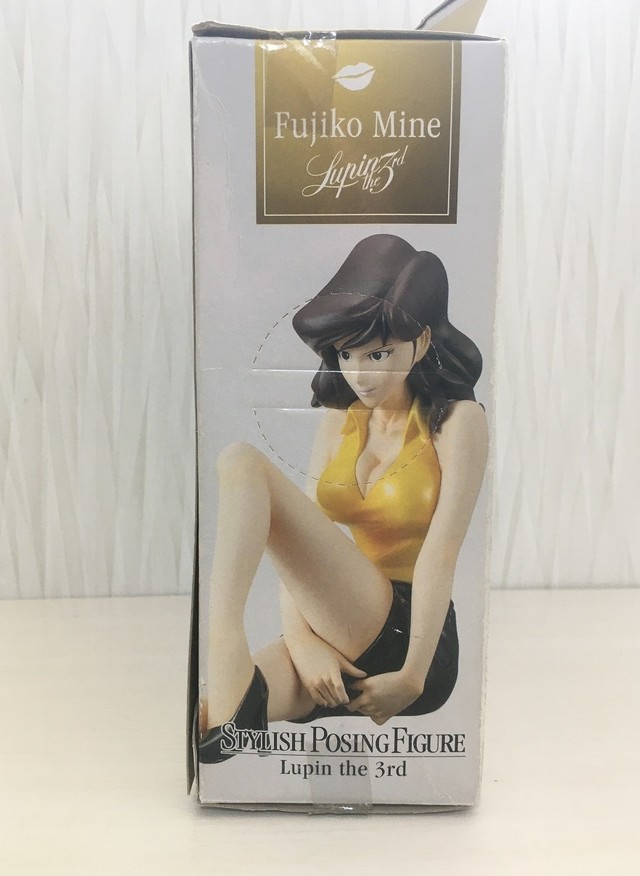 Fujiko Mine
Lupin the 3rd
STYLISH POSING FIGURE
Lupin the 3rd